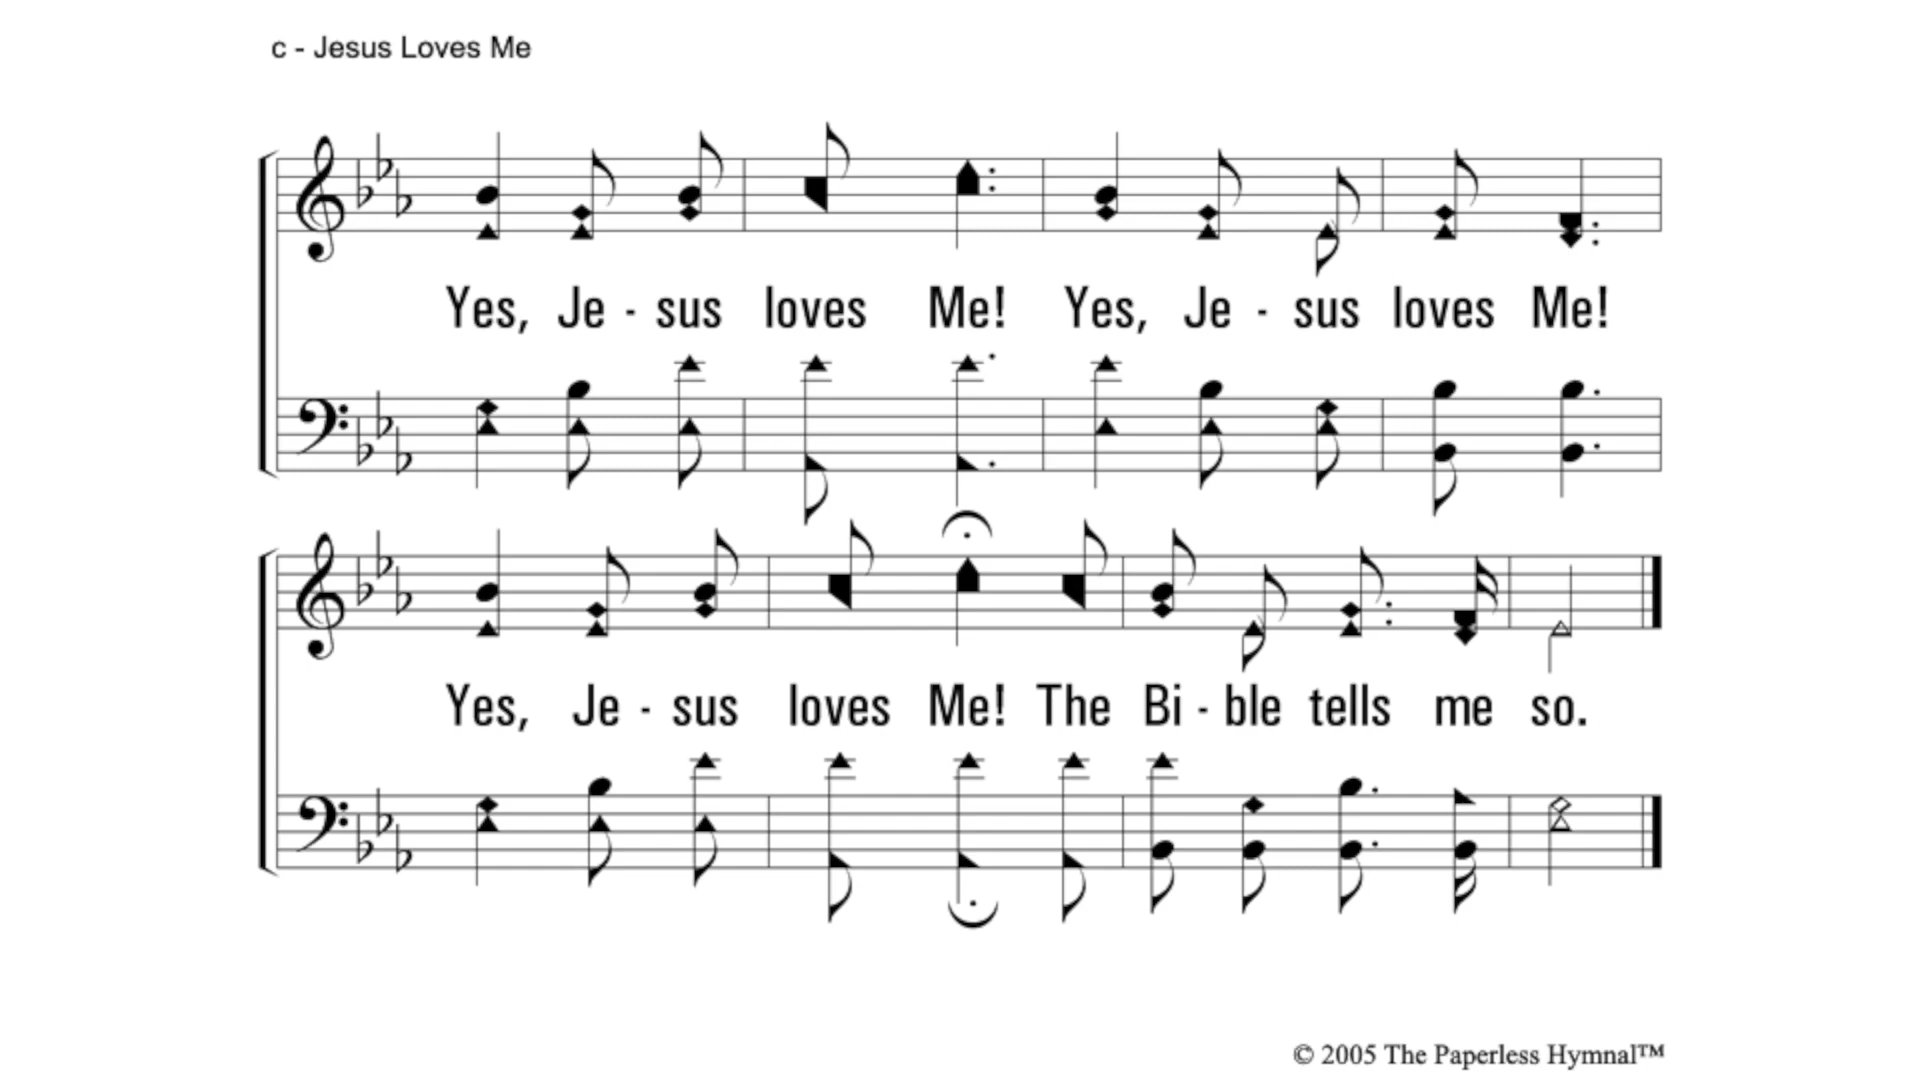 c - Jesus Loves Me
Yes, Je - sus loves Me! Yes, Je - sus loves Me!
Yes, Je - sus loves Me! The Bi - ble tells me so.
© 2005 The Paperless Hymnal™